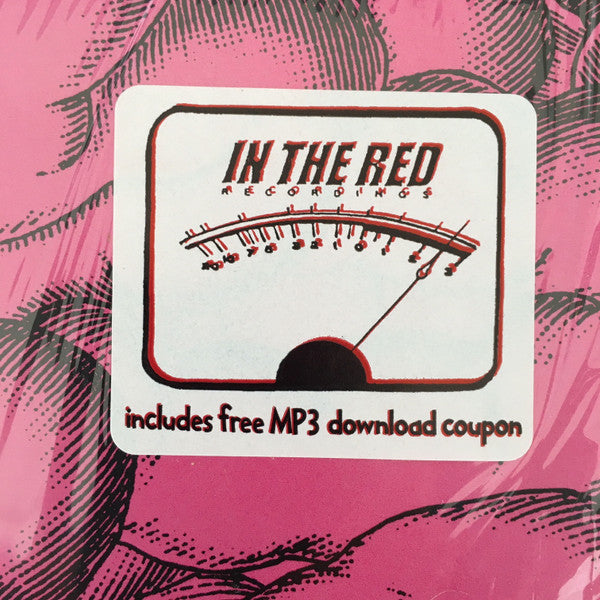 IN THE RED
RECORDINGS
includes free MP3 download coupon